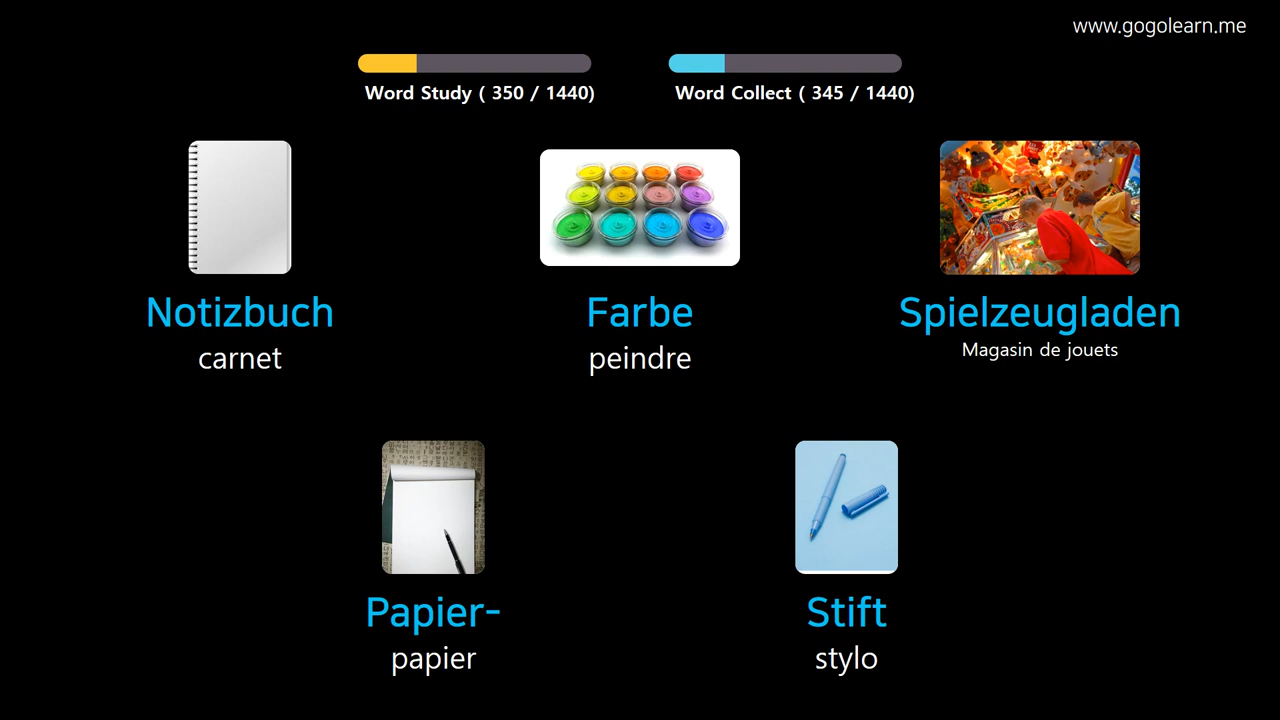 www.gogolearn.me
Word Study ( 350 / 1440)
Word Collect ( 345 / 1440)
Notizbuch
carnet
Farbe
peindre
Spielzeugladen
Magasin de jouets
Papier-
papier
Stift
stylo